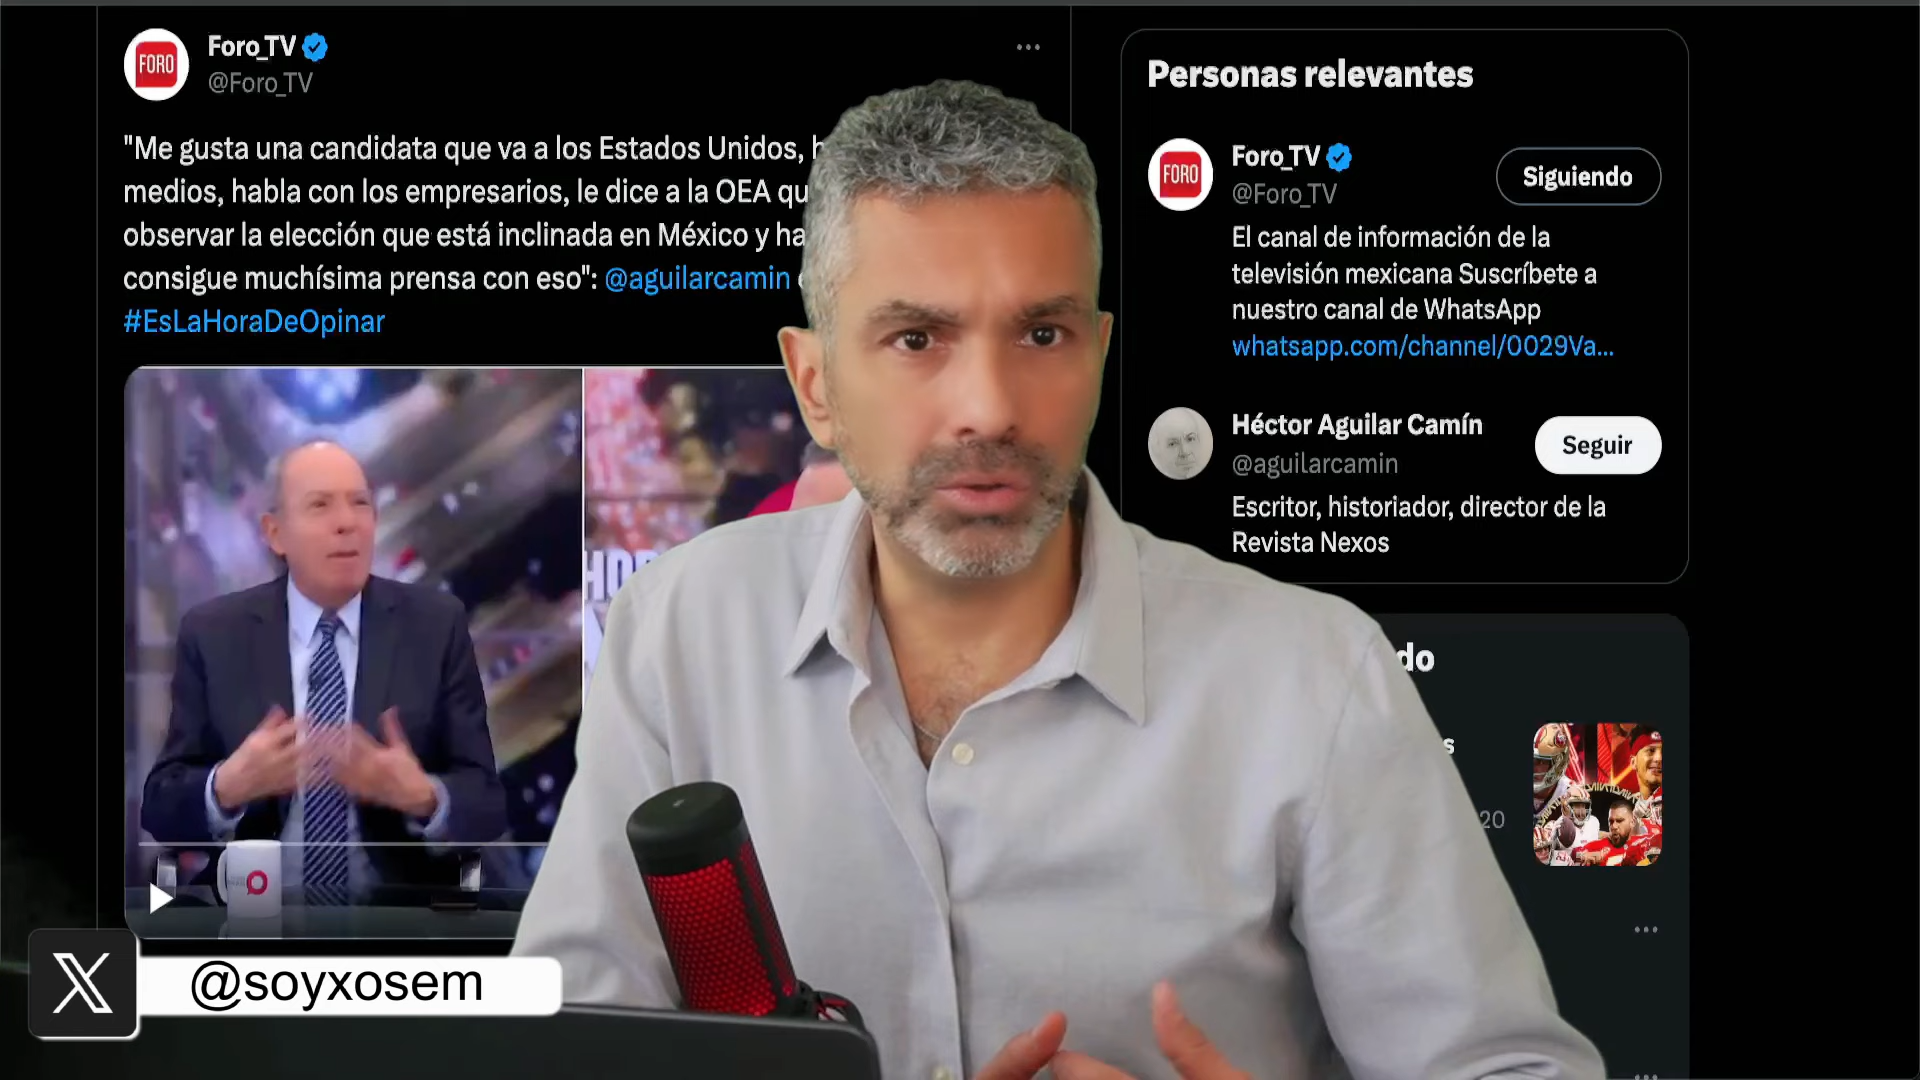 FORO
Foro_TV
@Foro_TV
"Me gusta una candidata que va a los Estados Unidos, h
medios, habla con los empresarios, le dice a la OEA qu
observar la elección que está inclinada en México y ha
consigue muchísima prensa con eso": @aguilarcamin
#EsLaHoraDeOpinar
HOR
Personas relevantes
FORO
Foro_TV
@Foro_TV
Siguiendo
El canal de información de la
televisión mexicana Suscríbete a
nuestro canal de WhatsApp
whatsapp.com/channel/0029Va...
Héctor Aguilar Camín
@aguilarcamin
Seguir
Escritor, historiador, director de la
Revista Nexos
do
s
20
X
@soyxosem